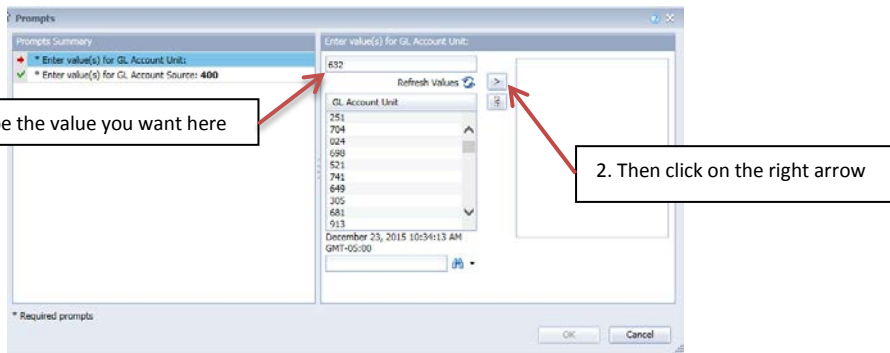 Prompts
Prompts Summary
* Enter value(s) for GL Account Unit:
* Enter value(s) for GL Account Source: 400
Enter value(s) for GL Account Unit:
632
Refresh Values
>
GL Account Unit
251
704
024
698
521
741
649
305
681
913
December 23, 2015 10:34:13 AM
GMT-05:00
the value you want here
2. Then click on the right arrow
* Required prompts
OK
Cancel